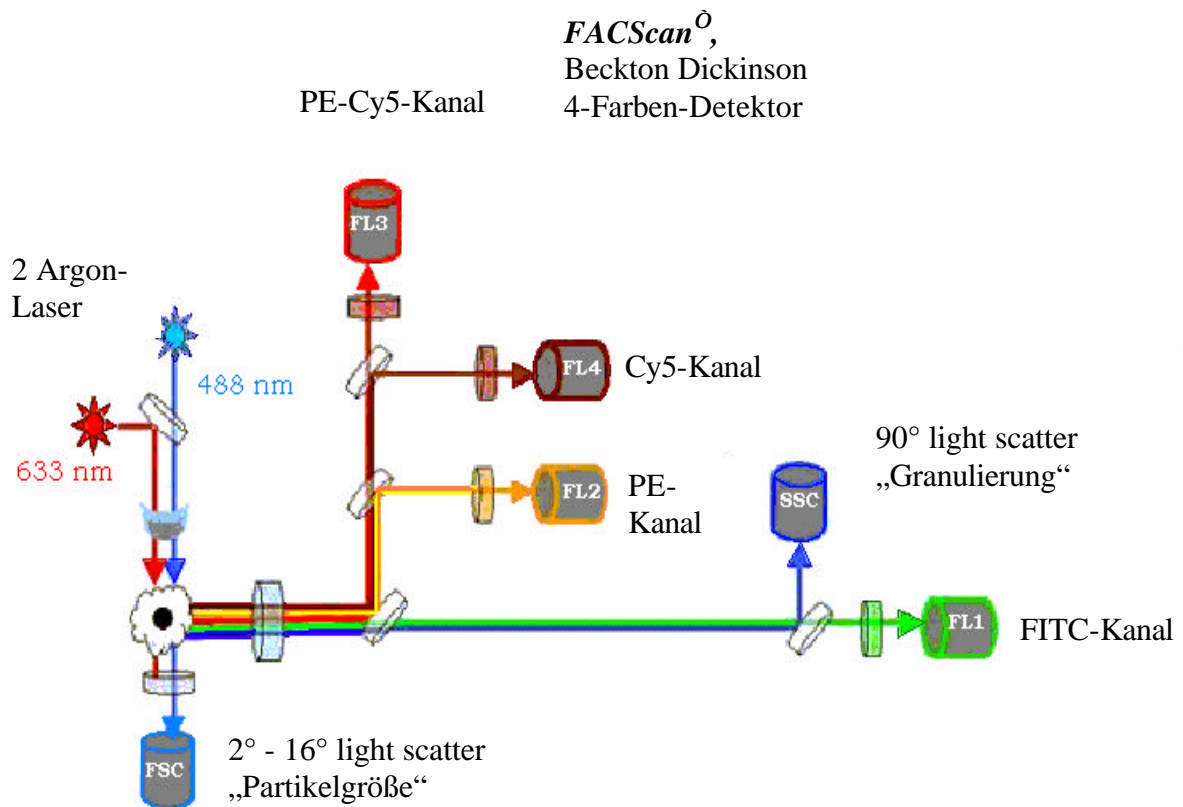 FACScanÒ,
Beckton Dickinson
4-Farben-Detektor
PE-Cy5-Kanal
FL3
2 Argon-
Laser
488 nm
633 nm
FL4
Cy5-Kanal
FL2
PE-
Kanal
90° light scatter
„Granulierung“
SSC
FL1
FITC-Kanal
FSC
2° - 16° light scatter
„Partikelgröße“